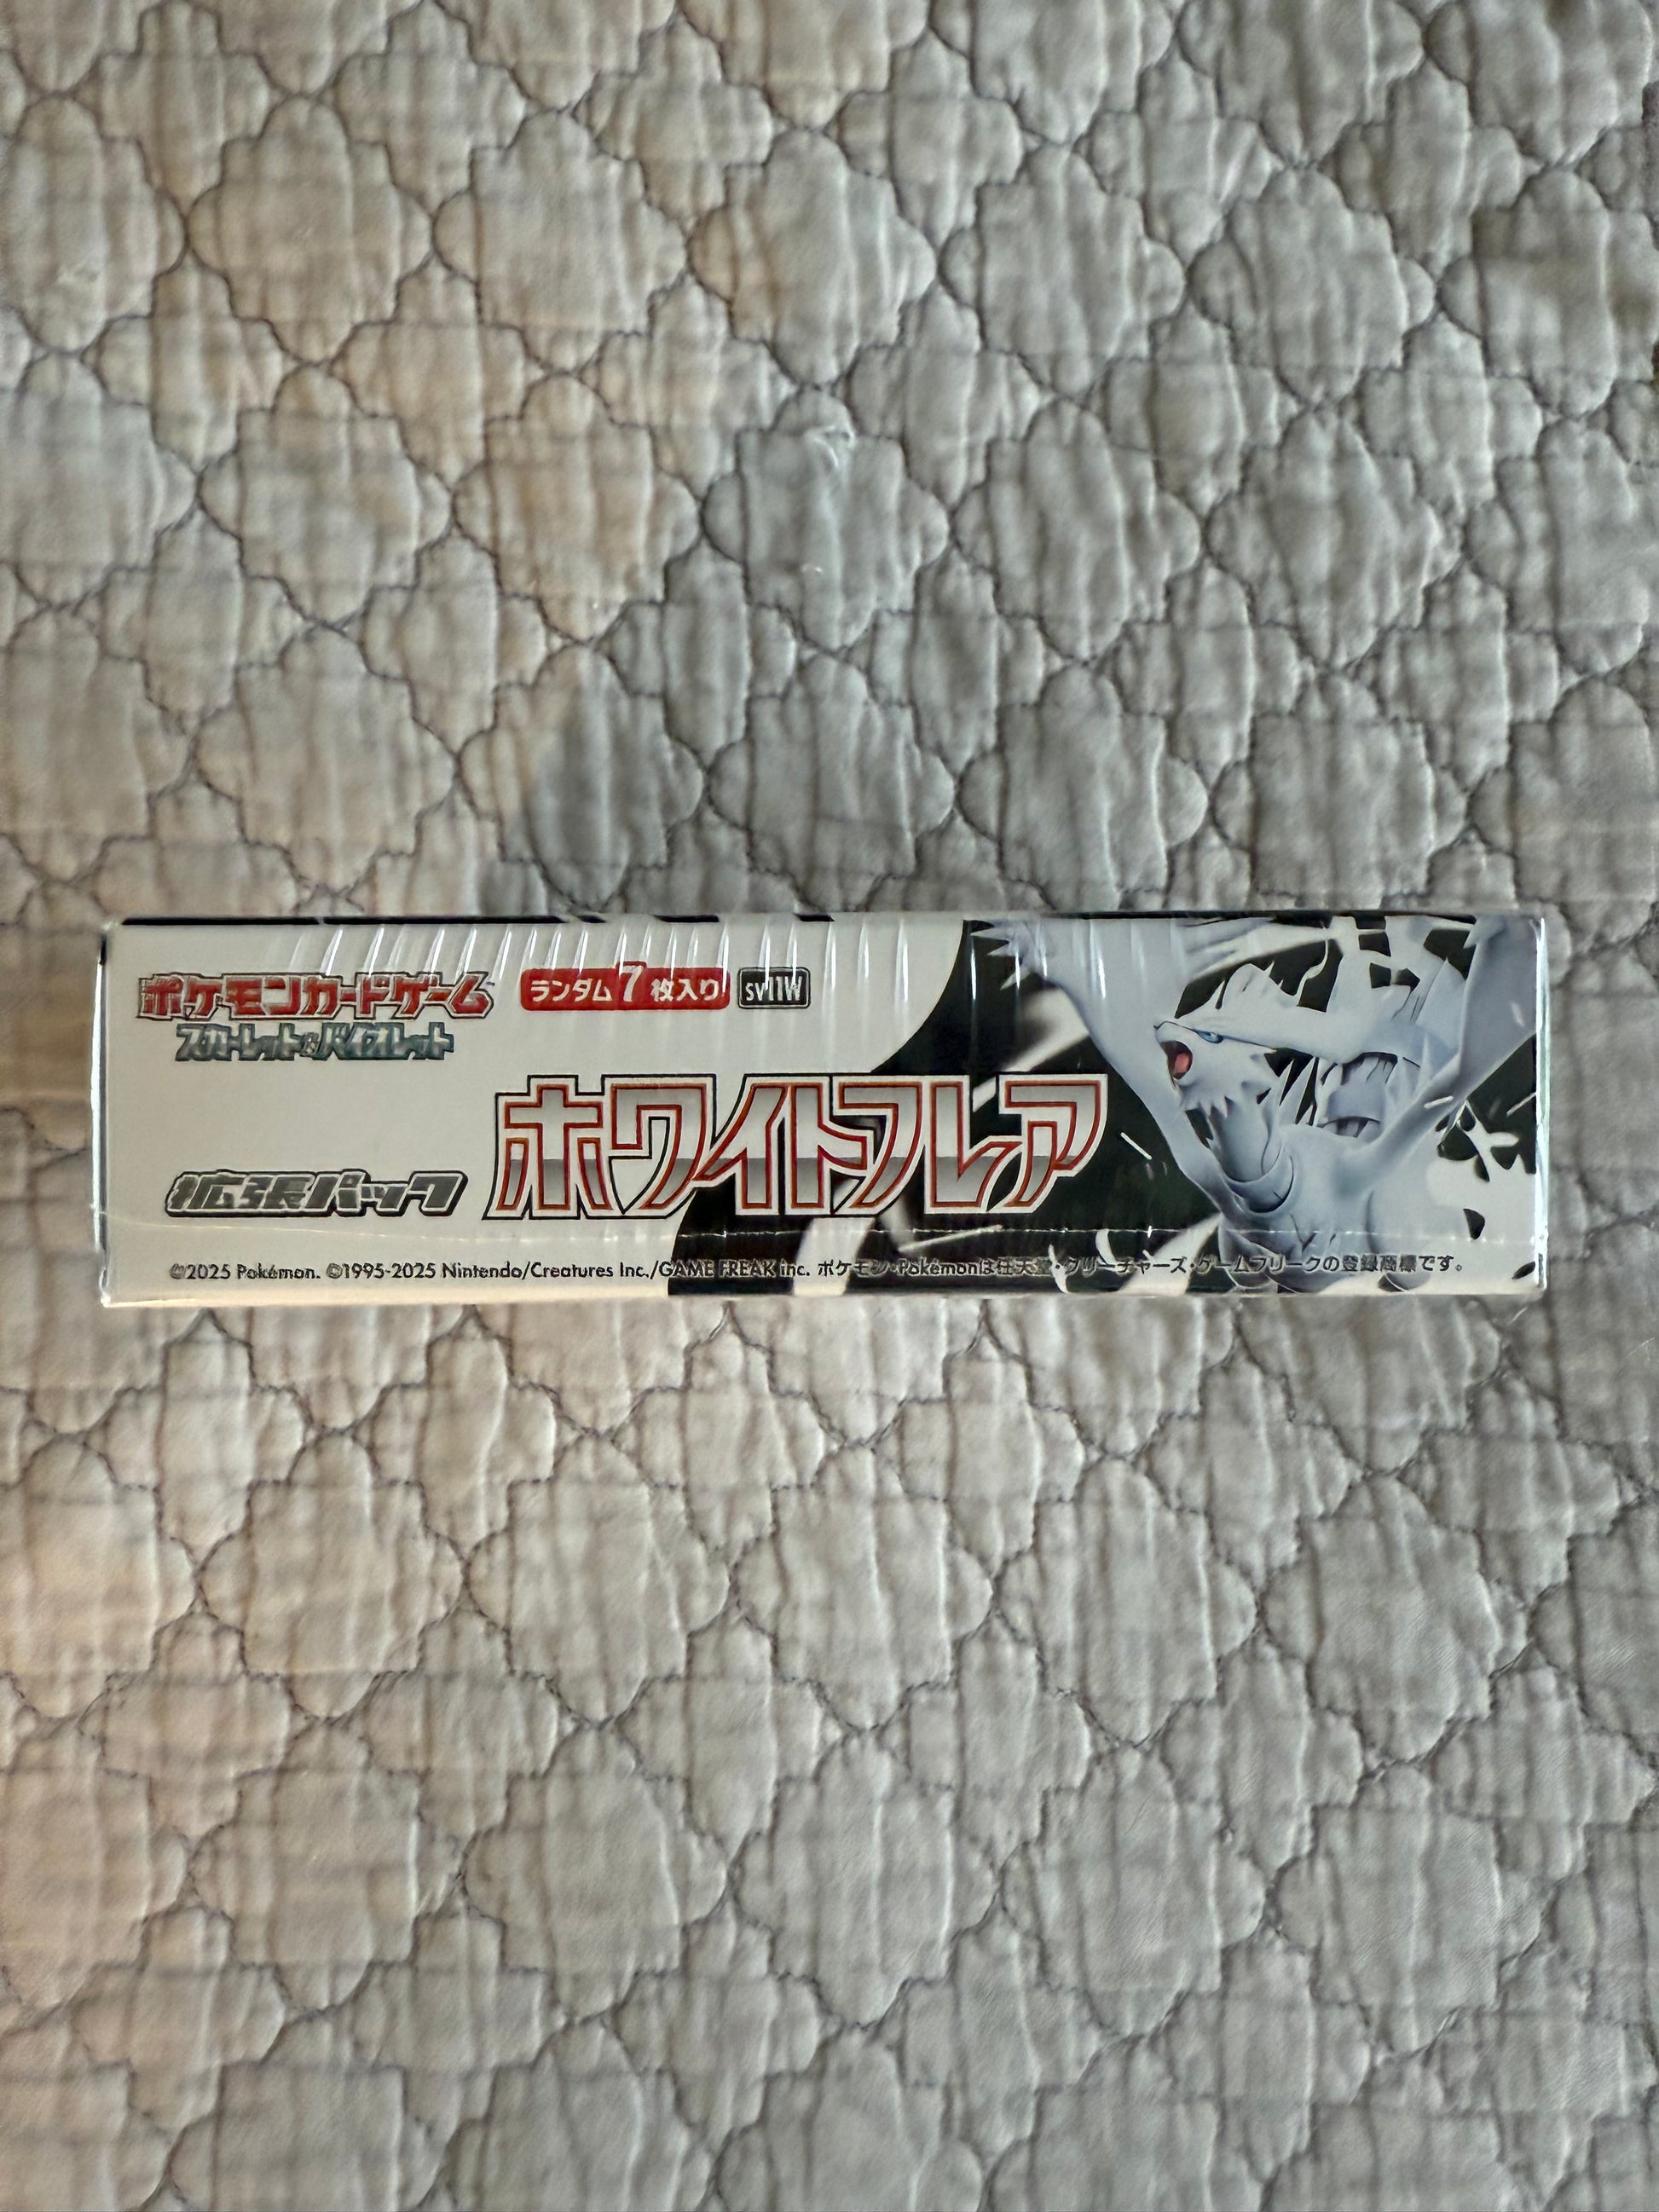 ポケモンカードゲーム
スカーレット&バイオレット
ランダム7枚入り
sv11W
拡張パック
ホワイトフレア
©2025 Pokémon. ©1995-2025 Nintendo/Creatures Inc./GAME FREAK inc. ポケモン・Pokémonは任天堂・クリーチャーズ・ゲームフリークの登録商標です。